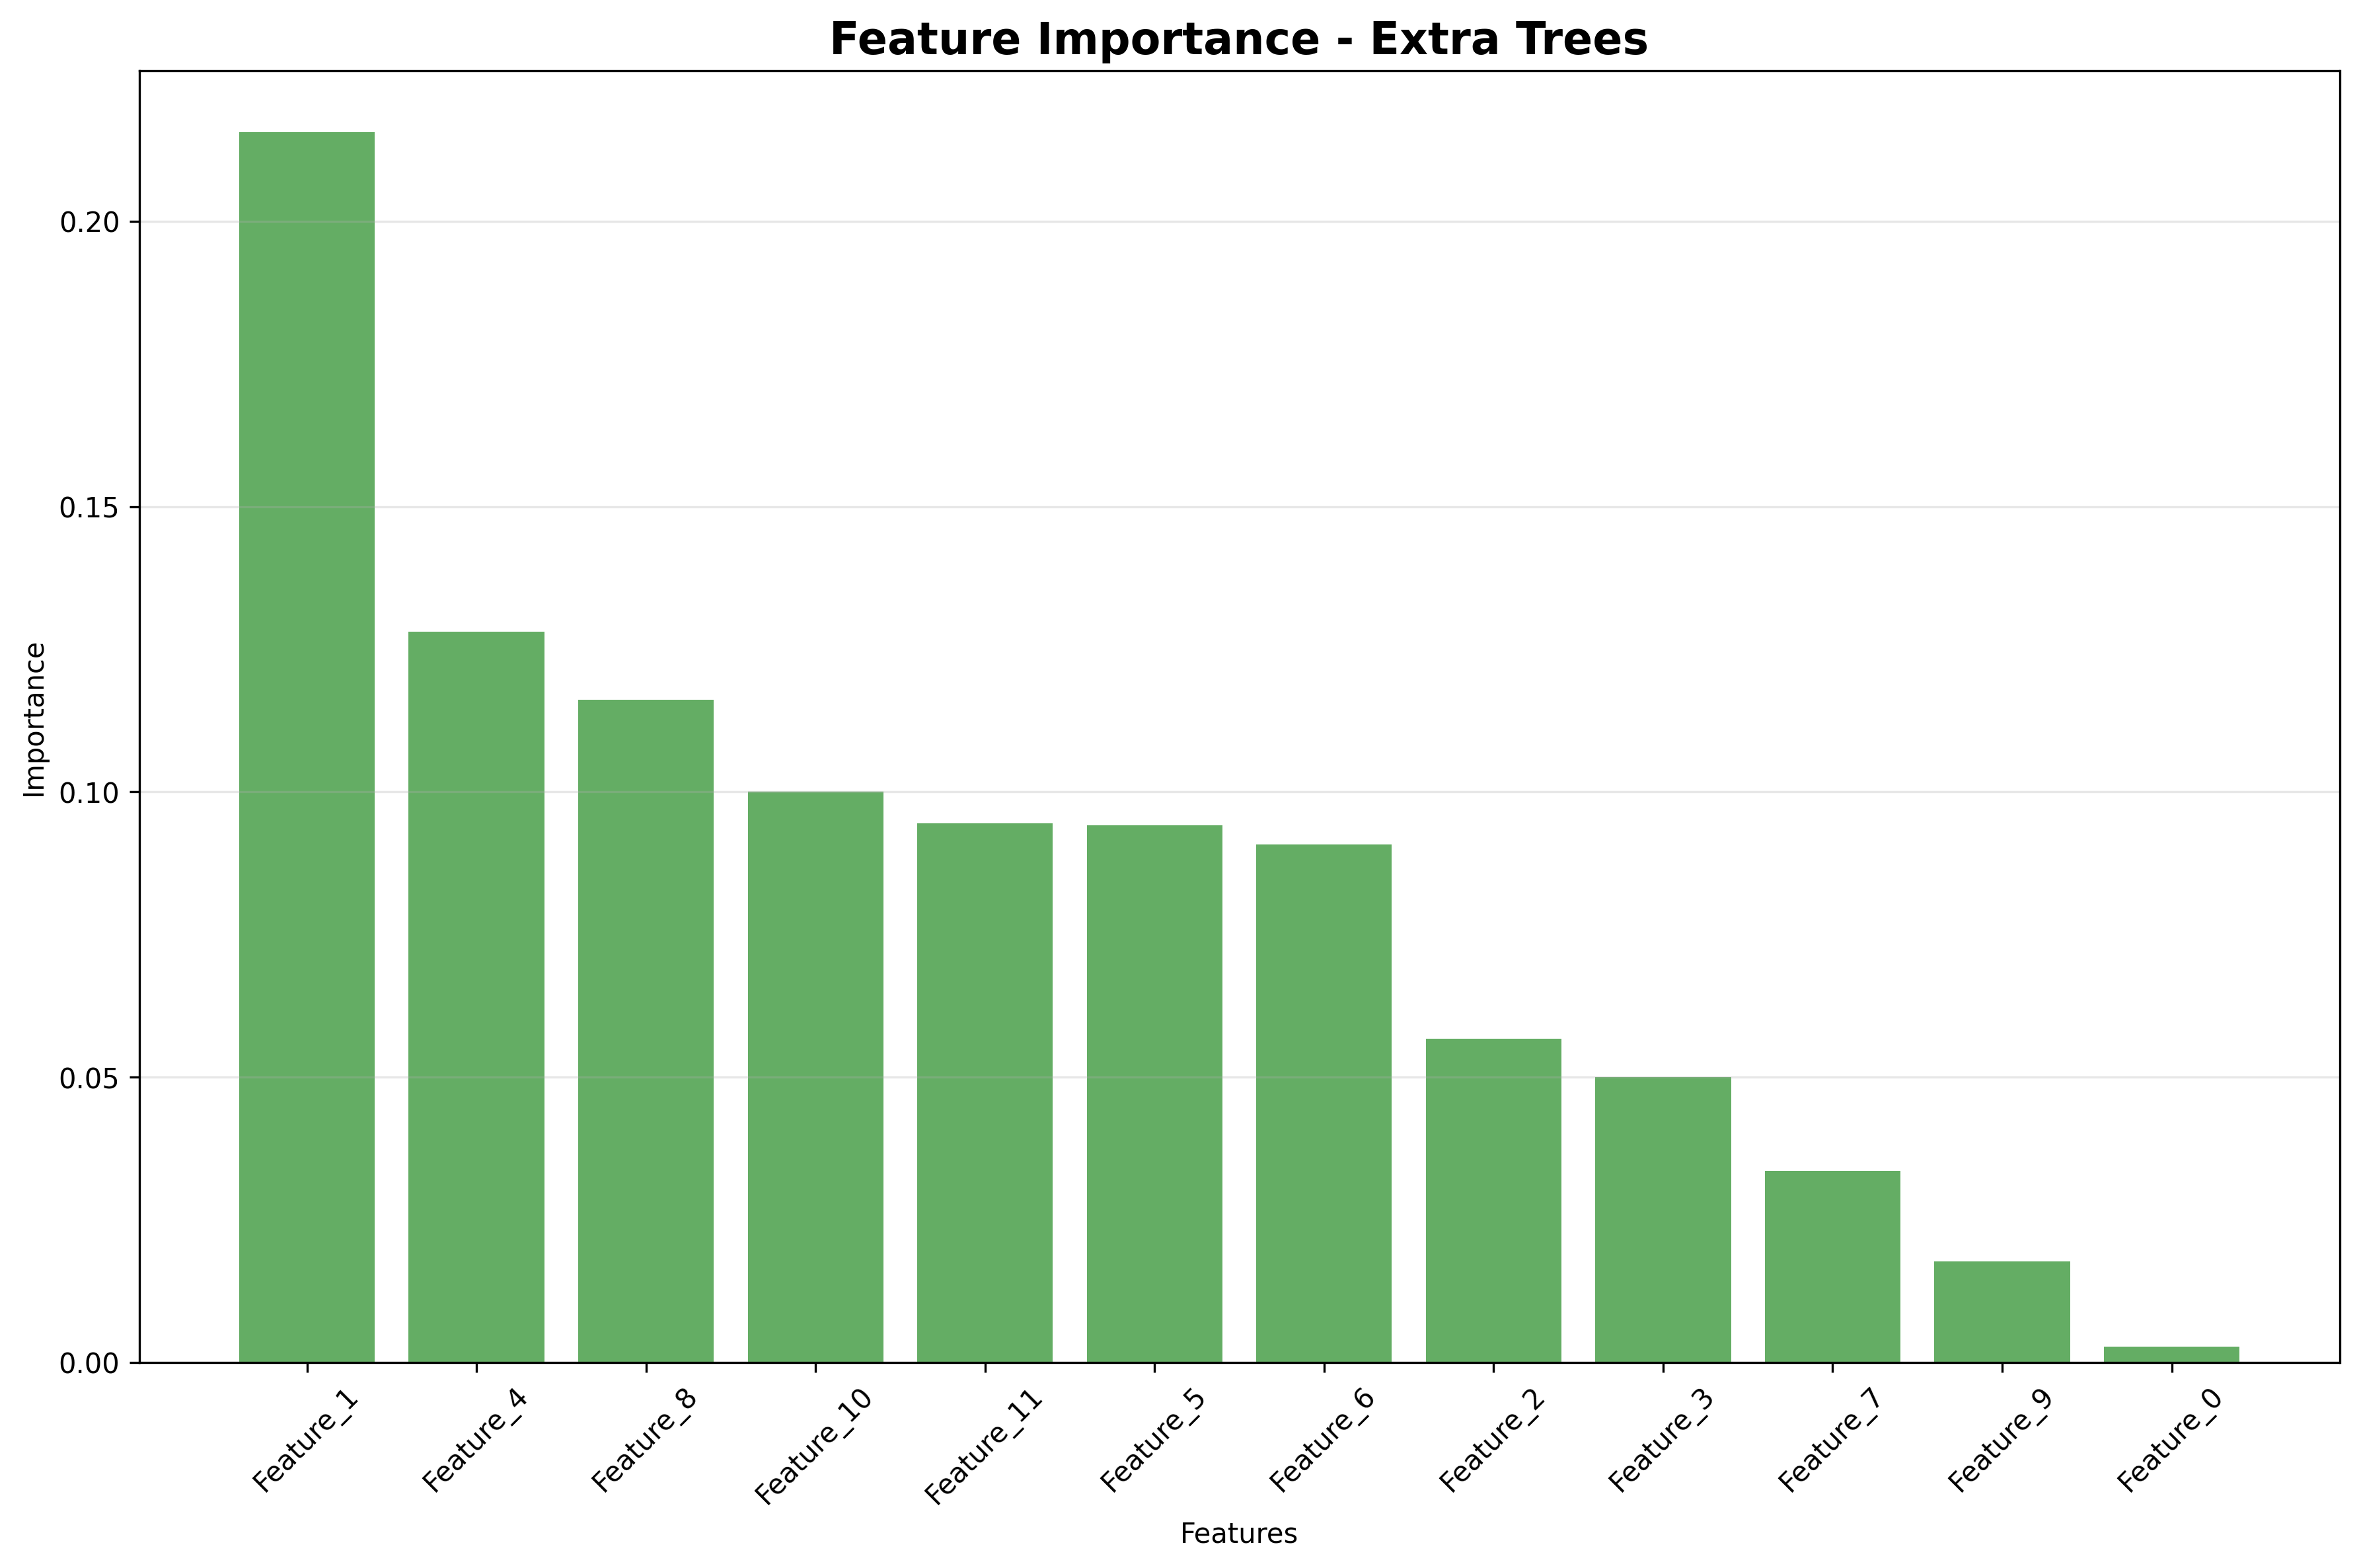 Feature Importance - Extra Trees
Importance
0.20
0.15
0.10
0.05
0.00
Feature_1
Feature_4
Feature_8
Feature_10
Feature_11
Feature_5
Feature_6
Feature_2
Feature_3
Feature_7
Feature_9
Feature_0
Features